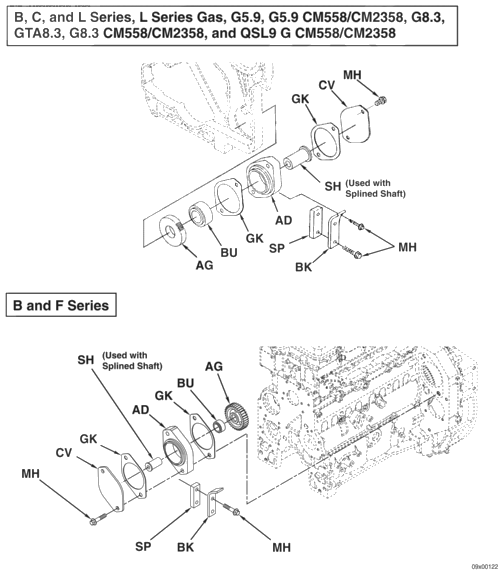 B, C, and L Series, L Series Gas, G5.9, G5.9 CM558/CM2358, G8.3,
GTA8.3, G8.3 CM558/CM2358, and QSL9 G CM558/CM2358
MH
CV
GK
SH (Used with
Splined Shaft)
AD
GK
BU
AG
SP
BK
MH
B and F Series
SH (Used with
Splined Shaft)
AG
BU
GK
AD
GK
CV
MH
SP
BK
MH
09x00122